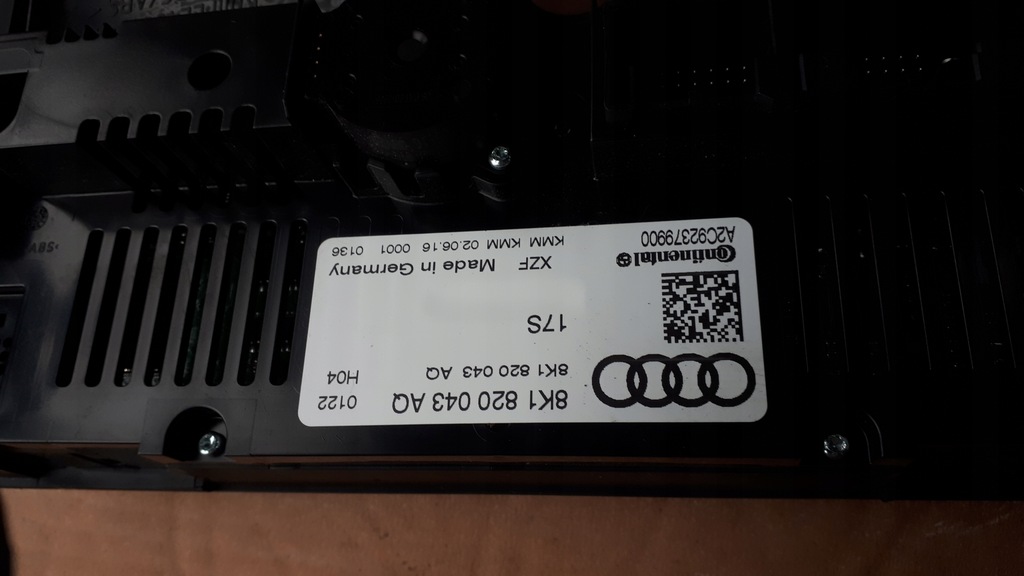 8K1 820 043 AQ 0122
8K1 820 043 AQ H04
17S
Continental XZF Made in Germany
A2C92379900 KMM KMM 02.06.16 0001 0136
ABS<